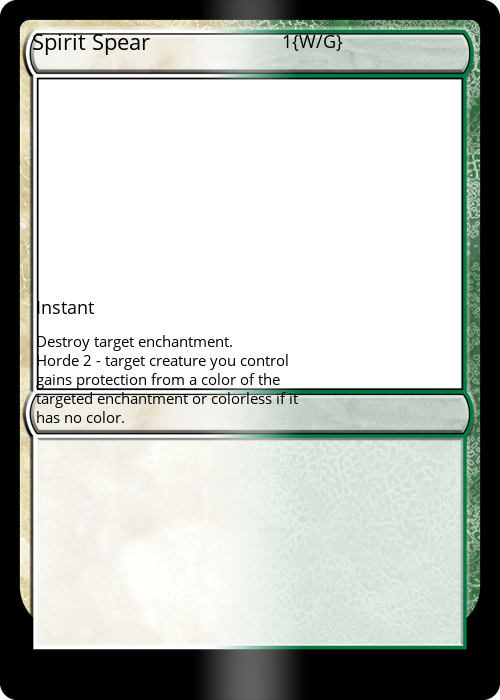 Spirit Spear 1{W/G}
Instant
Destroy target enchantment.
Horde 2 - target creature you control
gains protection from a color of the
targeted enchantment or colorless if it
has no color.